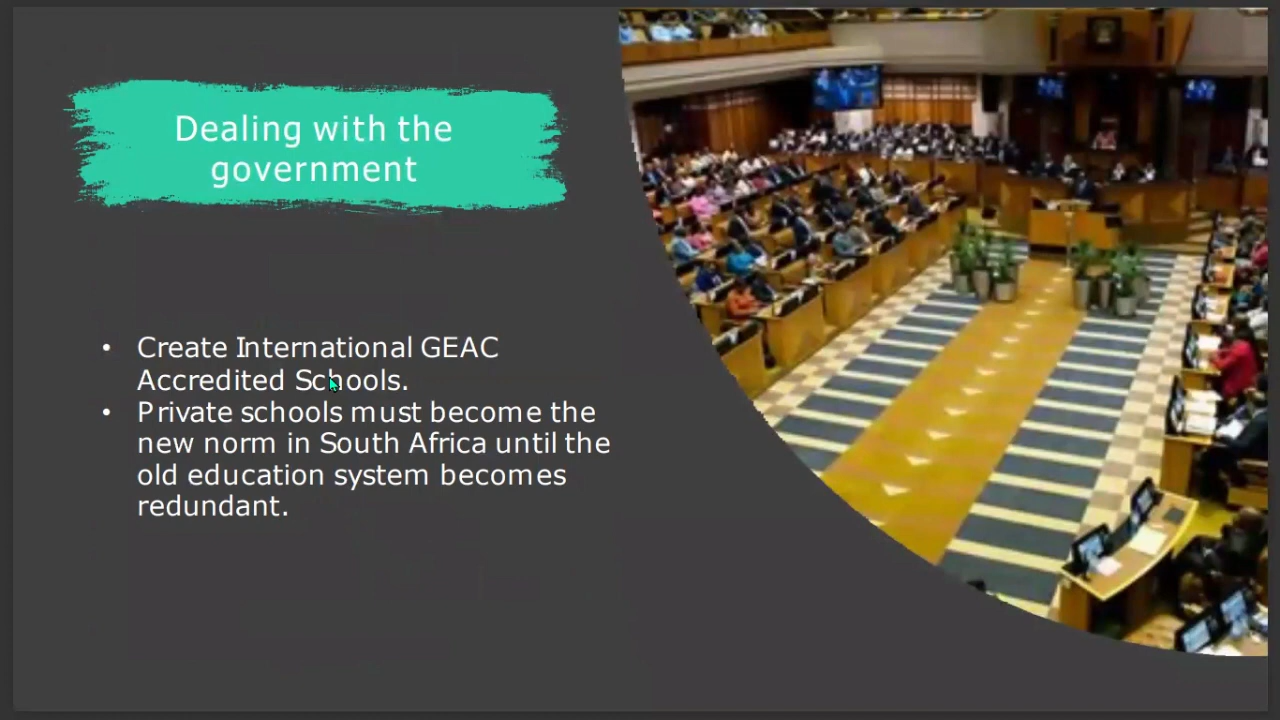 Dealing with the
government
• Create International GEAC
Accredited Schools.
• Private schools must become the
new norm in South Africa until the
old education system becomes
redundant.